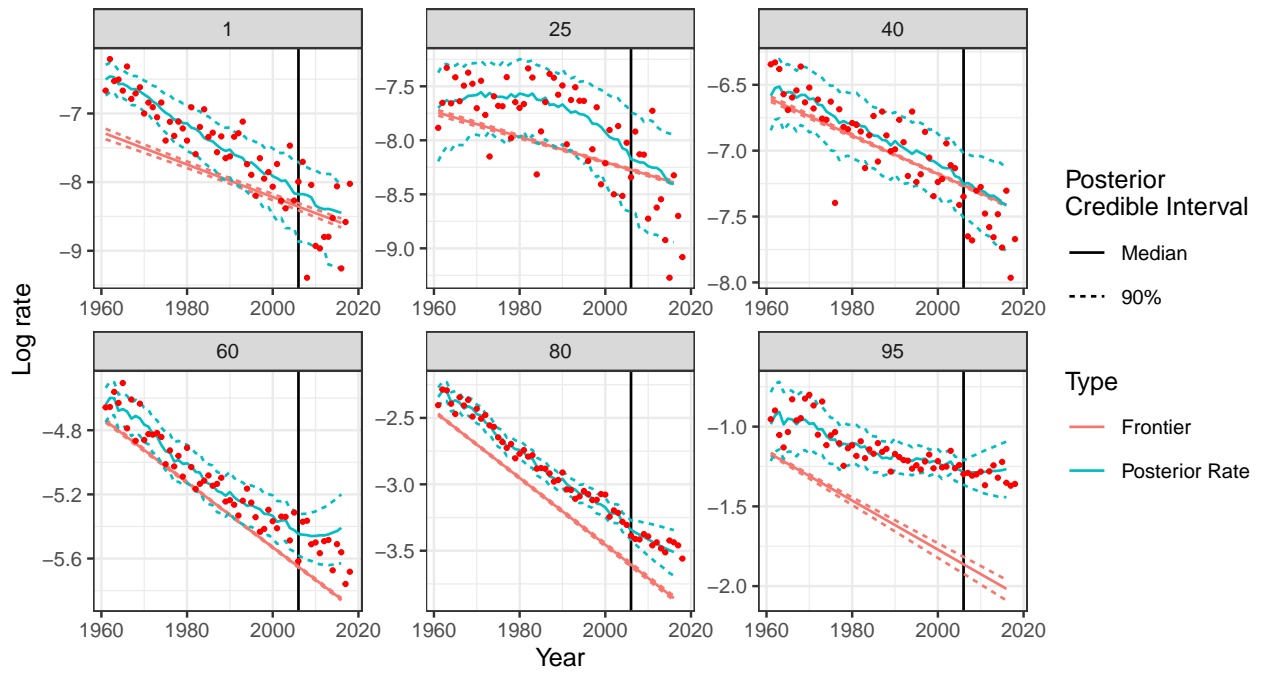 1 25 40
−7
−8
−9
−7.5
−8.0
−8.5
−9.0
−6.5
−7.0
−7.5
−8.0
1960 1980 2000 2020 1960 1980 2000 2020 1960 1980 2000 2020
60 80 95
−4.8
−5.2
−5.6
−2.5
−3.0
−3.5
−1.0
−1.5
−2.0
1960 1980 2000 2020 1960 1980 2000 2020 1960 1980 2000 2020
Log rate
Year
Posterior
Credible Interval
Median
90%
Type
Frontier
Posterior Rate